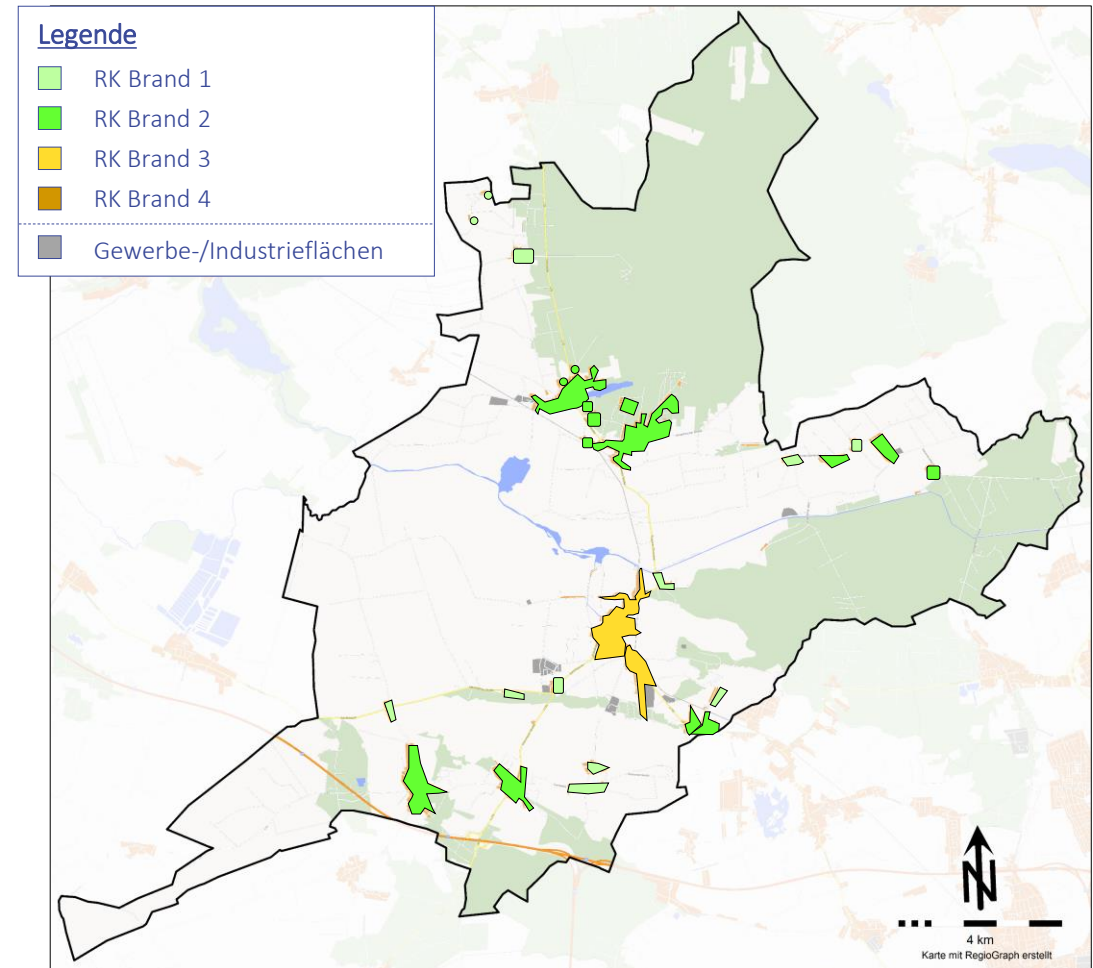 Legende
RK Brand 1
RK Brand 2
RK Brand 3
RK Brand 4
Gewerbe-/Industrieflächen
N
4 km
Karte mit RegioGraph erstellt